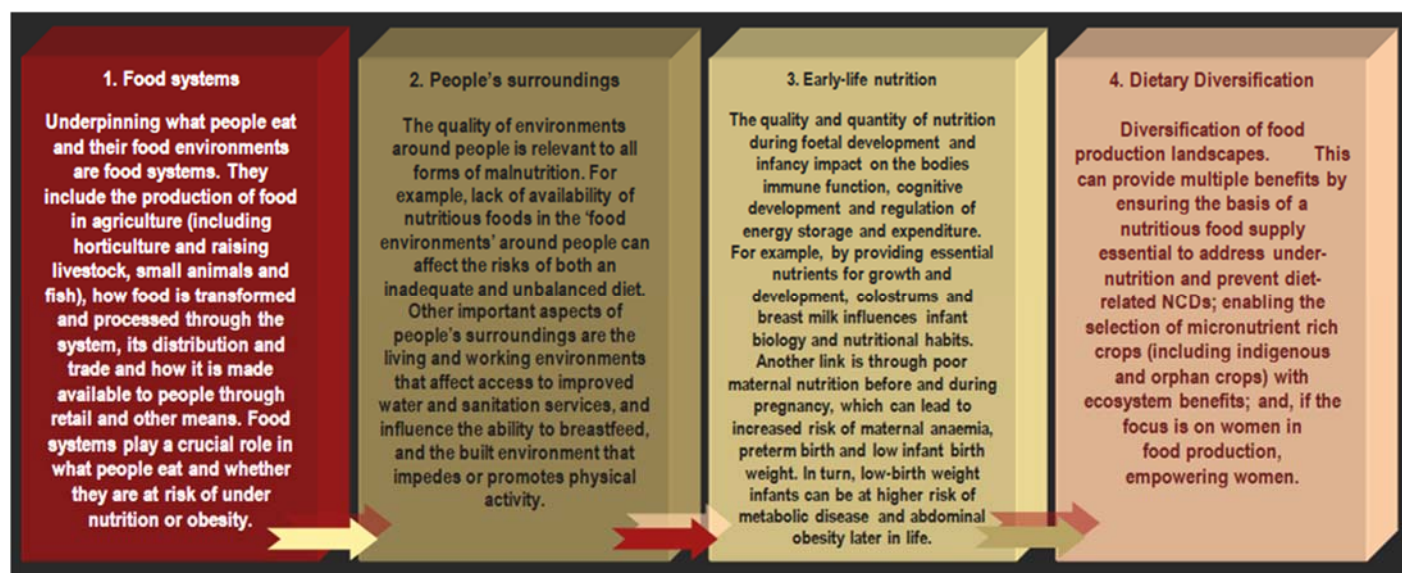 1. Food systems
Underpinning what people eat
and their food environments
are food systems. They
include the production of food
in agriculture (including
horticulture and raising
livestock, small animals and
fish), how food is transformed
and processed through the
system, its distribution and
trade and how it is made
available to people through
retail and other means. Food
systems play a crucial role in
what people eat and whether
they are at risk of under
nutrition or obesity.
2. People's surroundings
The quality of environments
around people is relevant to all
forms of malnutrition. For
example, lack of availability of
nutritious foods in the 'food
environments' around people can
affect the risks of both an
inadequate and unbalanced diet.
Other important aspects of
people's surroundings are the
living and working environments
that affect access to improved
water and sanitation services, and
influence the ability to breastfeed,
and the built environment that
impedes or promotes physical
activity.
3. Early-life nutrition
The quality and quantity of nutrition
during foetal development and
infancy impact on the bodies
immune function, cognitive
development and regulation of
energy storage and expenditure.
For example, by providing essential
nutrients for growth and
development, colostrums and
breast milk influences infant
biology and nutritional habits.
Another link is through poor
maternal nutrition before and during
pregnancy, which can lead to
increased risk of maternal anaemia,
preterm birth and low infant birth
weight. In turn, low-birth weight
infants can be at higher risk of
metabolic disease and abdominal
obesity later in life.
4. Dietary Diversification
Diversification of food
production landscapes. This
can provide multiple benefits by
ensuring the basis of a
nutritious food supply
essential to address under-
nutrition and prevent diet-
related NCDs; enabling the
selection of micronutrient rich
crops (including indigenous
and orphan crops) with
ecosystem benefits; and, if the
focus is on women in
food production,
empowering women.